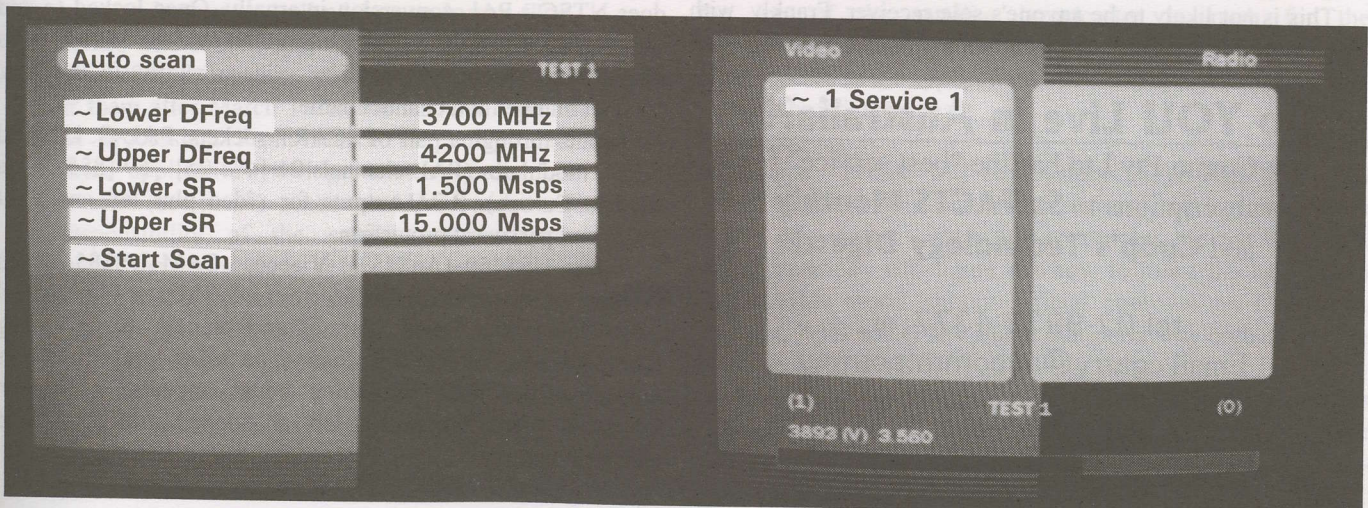 Auto scan
TEST 1
~ Lower DFreq 3700 MHz
~ Upper DFreq 4200 MHz
~ Lower SR 1.500 Msps
~ Upper SR 15.000 Msps
~ Start Scan
Video Radio
~ 1 Service 1
(1) TEST 1 (0)
3893 (V) 3.560